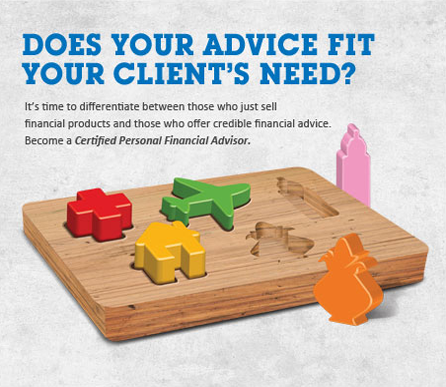 DOES YOUR ADVICE FIT
YOUR CLIENT'S NEED?
It's time to differentiate between those who just sell
financial products and those who offer credible financial advice.
Become a Certified Personal Financial Advisor.